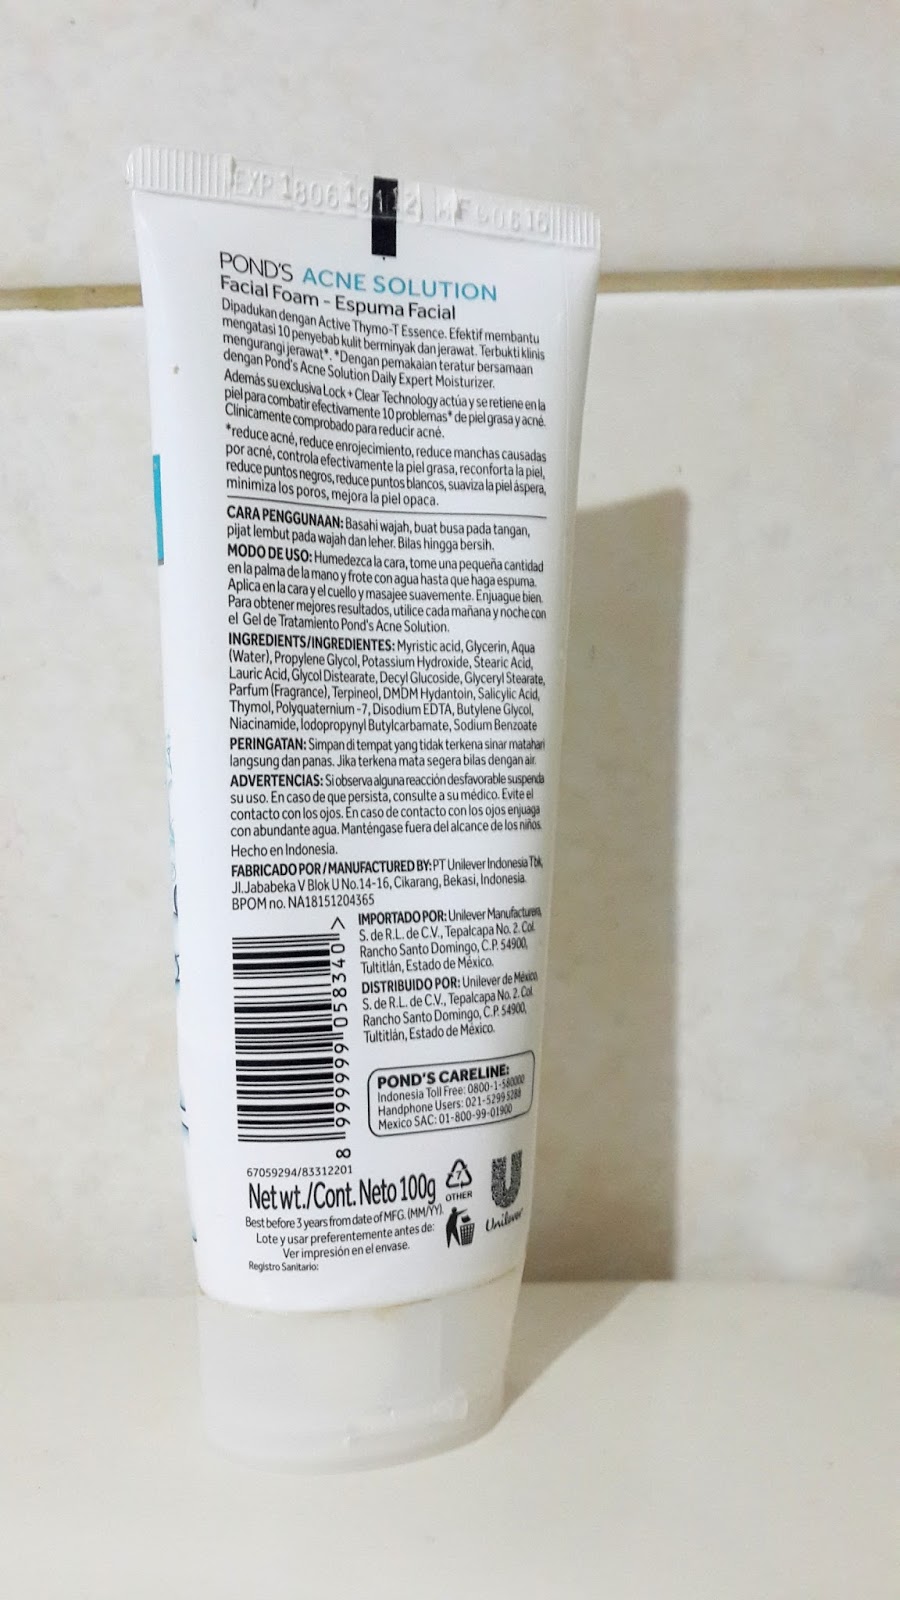 EXP 180619
POND'S ACNE SOLUTION
Facial Foam - Espuma Facial
Dipadukan dengan Active Thymo-T Essence. Efektif membantu
mengatasi 10 penyebab kulit berminyak dan jerawat. Terbukti klinis
mengurangi jerawat*. *Dengan pemakaian teratur bersamaan
dengan Pond's Acne Solution Daily Expert Moisturizer.
Además su exclusiva Lock + Clear Technology actúa y se retiene en la
piel para combatir efectivamente 10 problemas* de piel grasa y acné.
Clínicamente comprobado para reducir acné.
*reduce acné, reduce enrojecimiento, reduce manchas causadas
por acné, controla efectivamente la piel grasa, reconforta la piel,
reduce puntos negros, reduce puntos blancos, suaviza la piel áspera,
minimiza los poros, mejora la piel opaca.
CARA PENGGUNAAN: Basahi wajah, buat busa pada tangan,
pijat lembut pada wajah dan leher. Bilas hingga bersih.
MODO DE USO: Humedezca la cara, tome una pequeña cantidad
en la palma de la mano y frote con agua hasta que haga espuma.
Aplica en la cara y el cuello y masajee suavemente. Enjuague bien.
Para obtener mejores resultados, utilice cada mañana y noche con
el Gel de Tratamiento Pond's Acne Solution.
INGREDIENTS/INGREDIENTES: Myristic acid, Glycerin, Aqua
(Water), Propylene Glycol, Potassium Hydroxide, Stearic Acid,
Lauric Acid, Glycol Distearate, Decyl Glucoside, Glyceryl Stearate,
Parfum (Fragrance), Terpineol, DMDM Hydantoin, Salicylic Acid,
Thymol, Polyquaternium-7, Disodium EDTA, Butylene Glycol,
Niacinamide, Iodopropynyl Butylcarbamate, Sodium Benzoate
PERINGATAN: Simpan di tempat yang tidak terkena sinar matahari
langsung dan panas. Jika terkena mata segera bilas dengan air.
ADVERTENCIAS: Si observa alguna reacción desfavorable suspenda
su uso. En caso de que persista, consulte a su médico. Evite el
contacto con los ojos. En caso de contacto con los ojos enjuaga
con abundante agua. Manténgase fuera del alcance de los niños.
Hecho en Indonesia.
FABRICADO POR / MANUFACTURED BY: PT Unilever Indonesia Tbk,
Jl. Jababeka V Blok U No.14-16, Cikarang, Bekasi, Indonesia.
BPOM no. NA18151204365
IMPORTADO POR: Unilever Manufacturera,
S. de R.L. de C.V., Tepalcapa No. 2. Col.
Rancho Santo Domingo, C.P. 54900,
Tultitlán, Estado de México.
DISTRIBUIDO POR: Unilever de México,
S. de R.L. de C.V., Tepalcapa No. 2. Col.
Rancho Santo Domingo, C.P. 54900,
Tultitlán, Estado de México.
8 999999 058340 >
POND'S CARELINE:
Indonesia Toll Free: 0800-1-580000
Handphone Users: 021-5299 5288
Mexico SAC: 01-800-99-01900
67059294/83312201
Net wt./Cont. Neto 100g
7
OTHER
Unilever
Best before 3 years from date of MFG. (MM/YY).
Lote y usar preferentemente antes de:
Ver impresión en el envase.
Registro Sanitario: